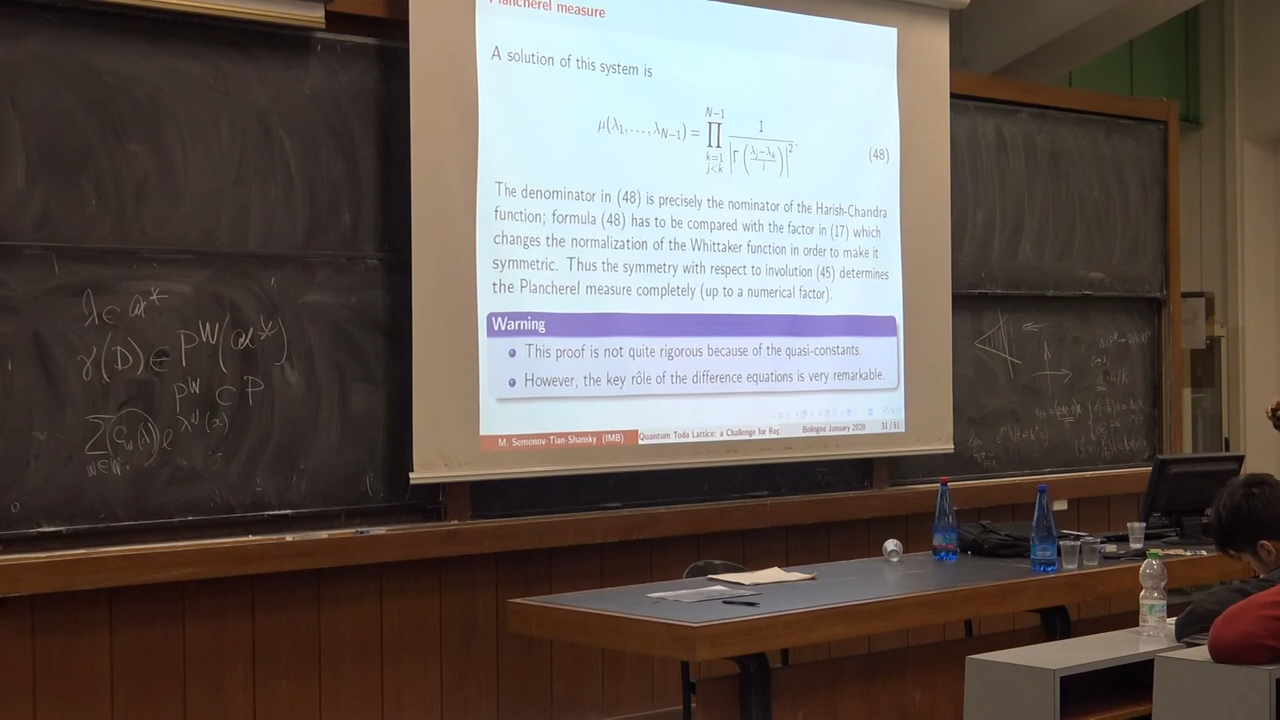 Plancherel measure
A solution of this system is
μ(λ₁,...,λ_{N−1}) = ∏_{k=1, j<k}^{N−1} 1 / |Γ((λ_j−λ_k)/i)|².
(48)
The denominator in (48) is precisely the nominator of the Harish-Chandra
function; formula (48) has to be compared with the factor in (17) which
changes the normalization of the Whittaker function in order to make it
symmetric. Thus the symmetry with respect to involution (45) determines
the Plancherel measure completely (up to a numerical factor).
Warning
This proof is not quite rigorous because of the quasi-constants.
However, the key rôle of the difference equations is very remarkable.
M. Semenov-Tian-Shansky (IMB)
Quantum Toda Lattice: a Challenge for Rep
Bologne January 2020
31 / 51
λ ∈ 𝔞*
γ(D) ∈ P^W(𝔞*)
P^W ⊂ P
∑_{w∈W} c_w(λ) e^{λ^w(x)}